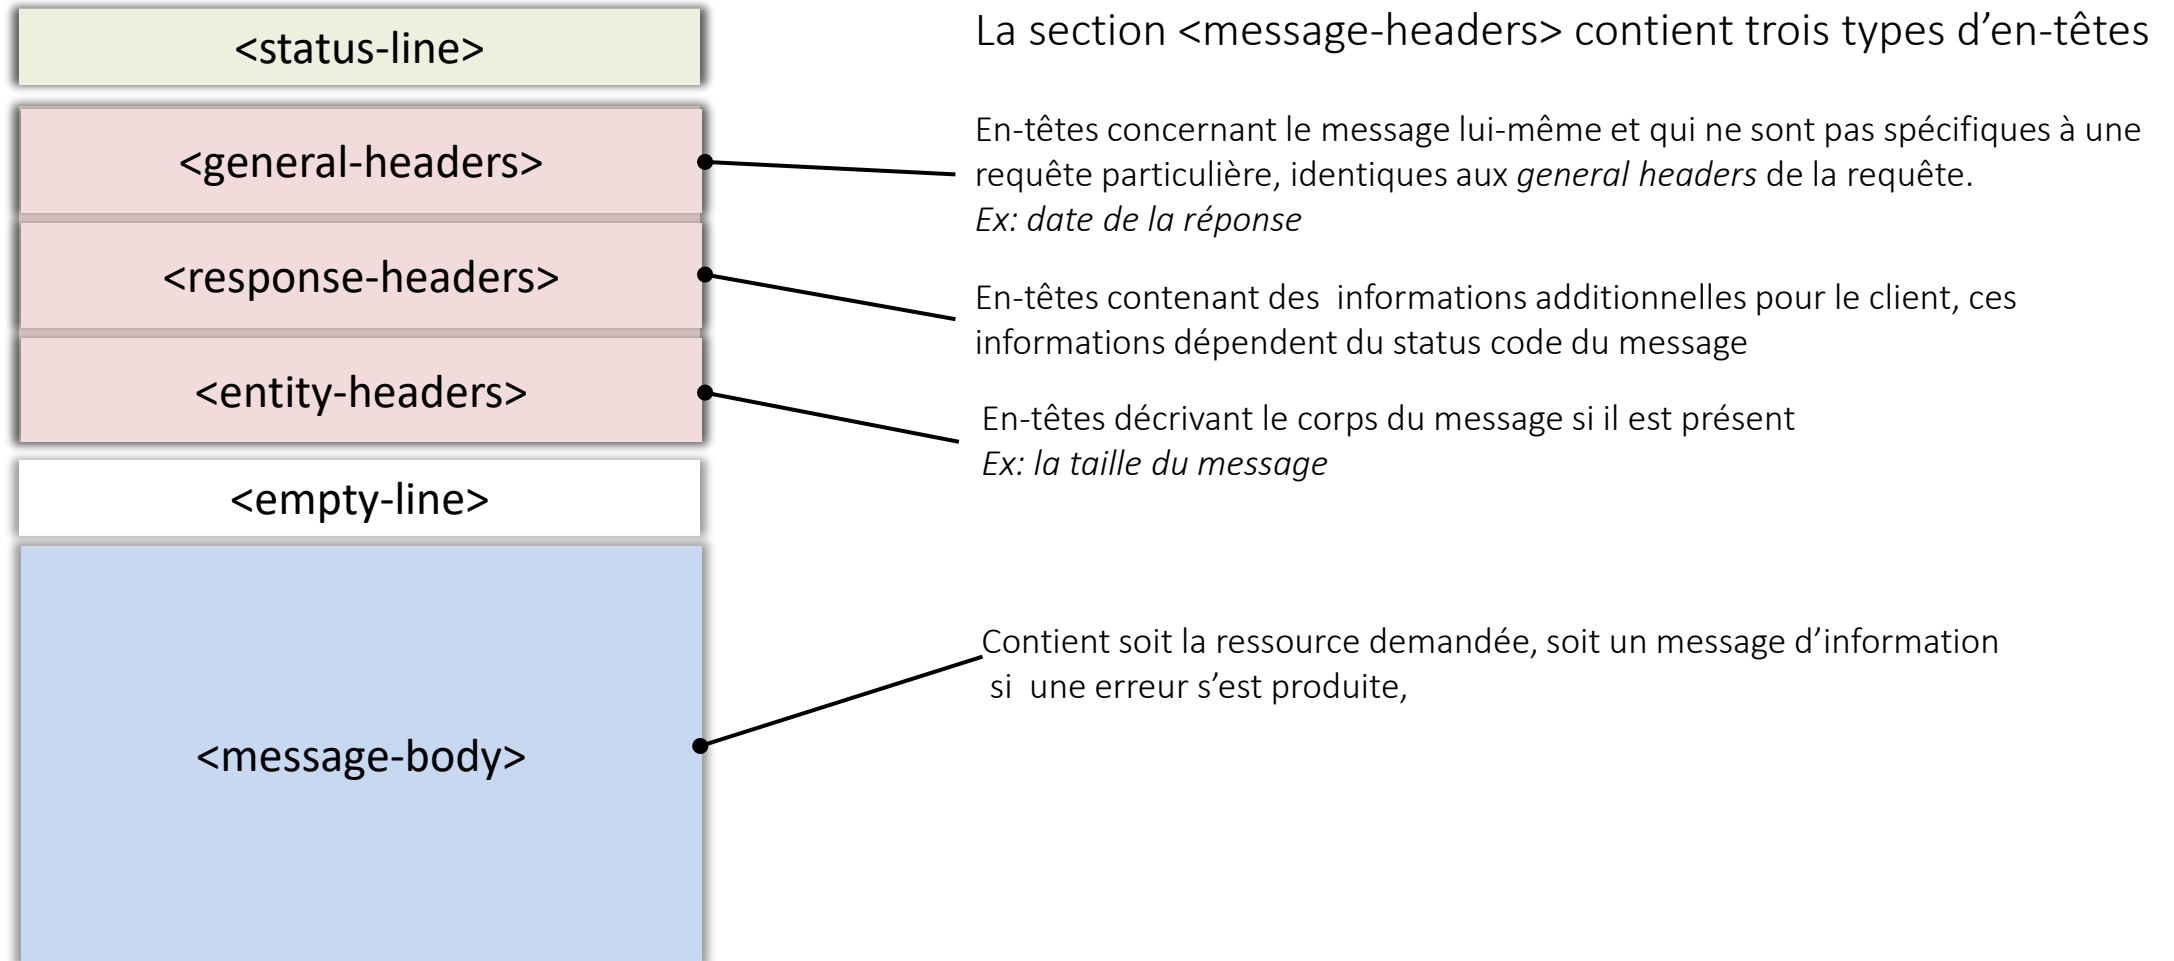 <status-line>
<general-headers>
<response-headers>
<entity-headers>
<empty-line>
<message-body>
La section <message-headers> contient trois types d’en-têtes
En-têtes concernant le message lui-même et qui ne sont pas spécifiques à une
requête particulière, identiques aux general headers de la requête.
Ex: date de la réponse
En-têtes contenant des  informations additionnelles pour le client, ces
informations dépendent du status code du message
En-têtes décrivant le corps du message si il est présent
Ex: la taille du message
Contient soit la ressource demandée, soit un message d’information
si  une erreur s’est produite,